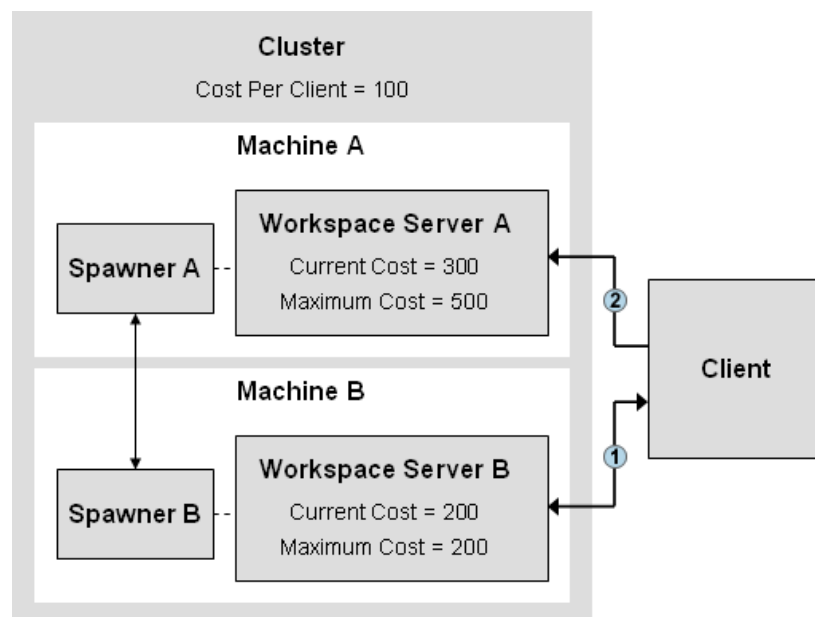 Cluster
Cost Per Client = 100
Machine A
Workspace Server A
Current Cost = 300
Maximum Cost = 500
Spawner A
2
Client
Machine B
1
Workspace Server B
Current Cost = 200
Maximum Cost = 200
Spawner B